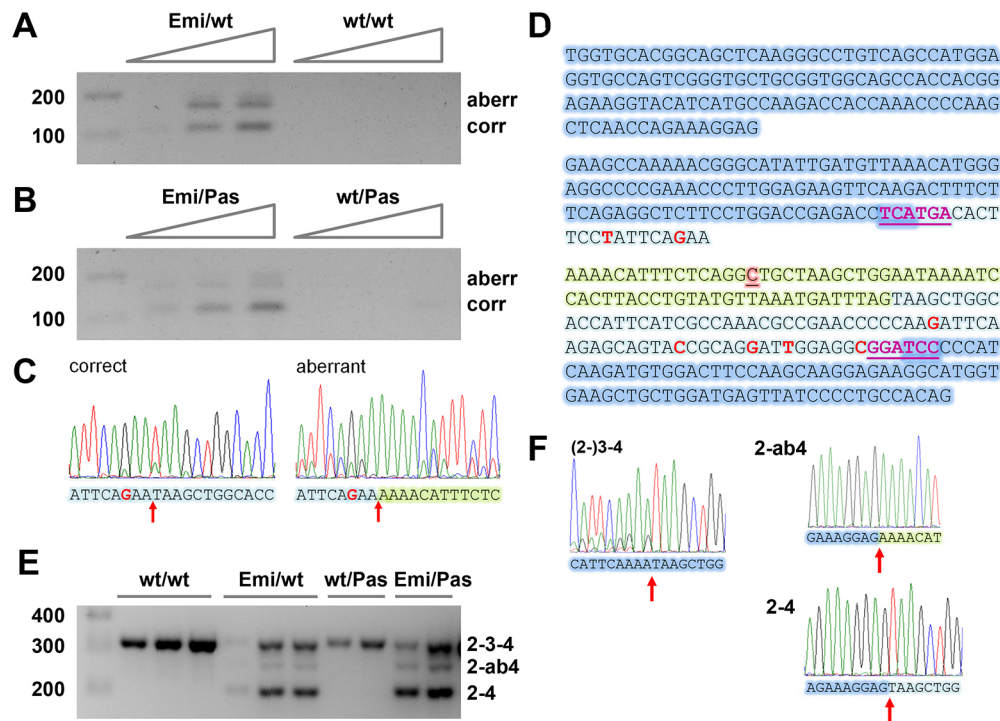 A
Emi/wt wt/wt
200
100
aberr
corr
B
Emi/Pas wt/Pas
200
100
aberr
corr
C
correct aberrant
ATTCAGAATAAGCTGGCACC ATTCAGAAAAAACATTTCTC
D
TGGTGCACGGCAGCTCAAGGGCCTGTCAGCCATGGA
GGTGCCAGTCGGGTGCTGCGGTGGCAGCCACCACGG
AGAAGGTACATCATGCCAAGACCACCAAACCCCAAG
CTCAACCAGAAAGGAG
GAAGCCAAAAACGGGCATATTGATGTTAAACATGGG
AGGCCCCGAAACCCTTGGAGAAGTTCAAGACTTTCT
TCAGAGGCTCTTCCTGGACCGAGACCTCATGACACT
TCCTATTCAGAA
AAAACATTTCTCAGGCTGCTAAGCTGGAATAAAATC
CACTTACCTGTATGTTAAATGATTTAGTAAGCTGGC
ACCATTCATCGCCAAACGCCGAACCCCCAAGATTCA
AGAGCAGTACCGCAGGATTGGAGGCGGATCCCCCAT
CAAGATGTGGACTTCCAAGCAAGGAGAAGGCATGGT
GAAGCTGCTGGATGAGTTATCCCCTGCCACAG
E
wt/wt Emi/wt wt/Pas Emi/Pas
400
300
200
2-3-4
2-ab4
2-4
F
(2-)3-4
CATTCAAAATAAGCTGG
2-ab4
GAAAGGAGAAAACAT
2-4
AGAAAGGAGTAAGCTGG